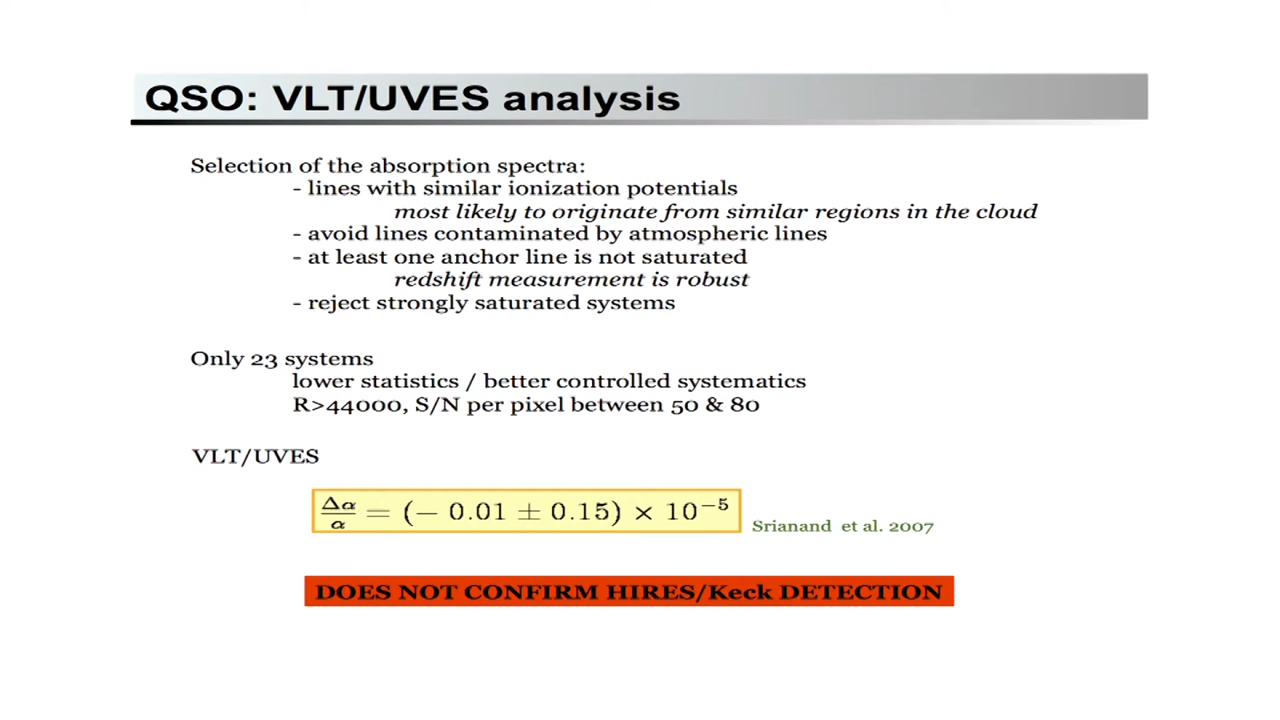 QSO: VLT/UVES analysis
Selection of the absorption spectra:
- lines with similar ionization potentials
most likely to originate from similar regions in the cloud
- avoid lines contaminated by atmospheric lines
- at least one anchor line is not saturated
redshift measurement is robust
- reject strongly saturated systems
Only 23 systems
lower statistics / better controlled systematics
R>44000, S/N per pixel between 50 & 80
VLT/UVES
Δα/α = (− 0.01 ± 0.15) × 10⁻⁵
Srianand et al. 2007
DOES NOT CONFIRM HIRES/Keck DETECTION